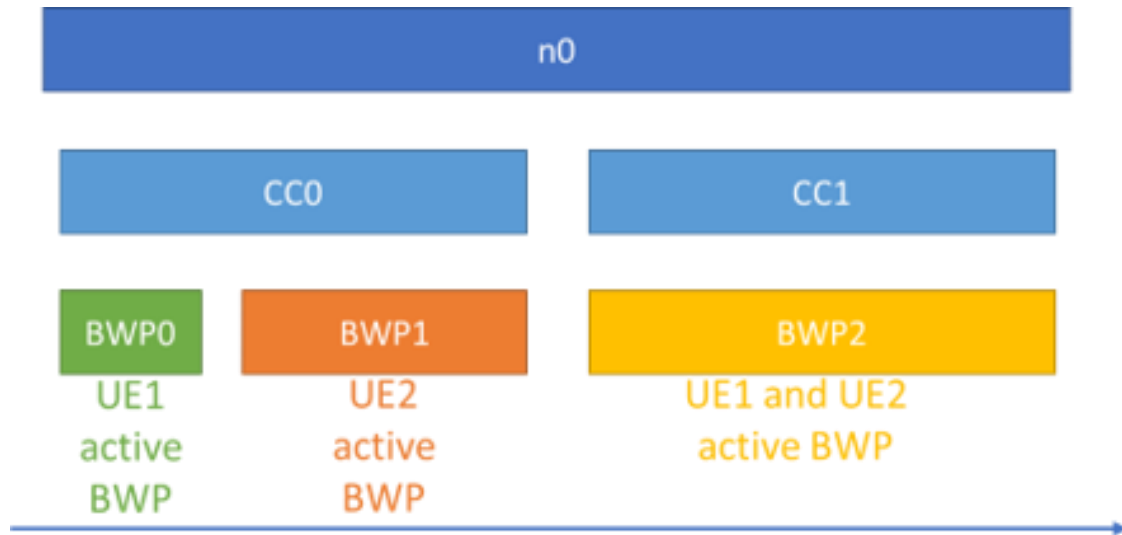 n0
CC0
CC1
BWP0
BWP1
BWP2
UE1
active
BWP
UE2
active
BWP
UE1 and UE2
active BWP